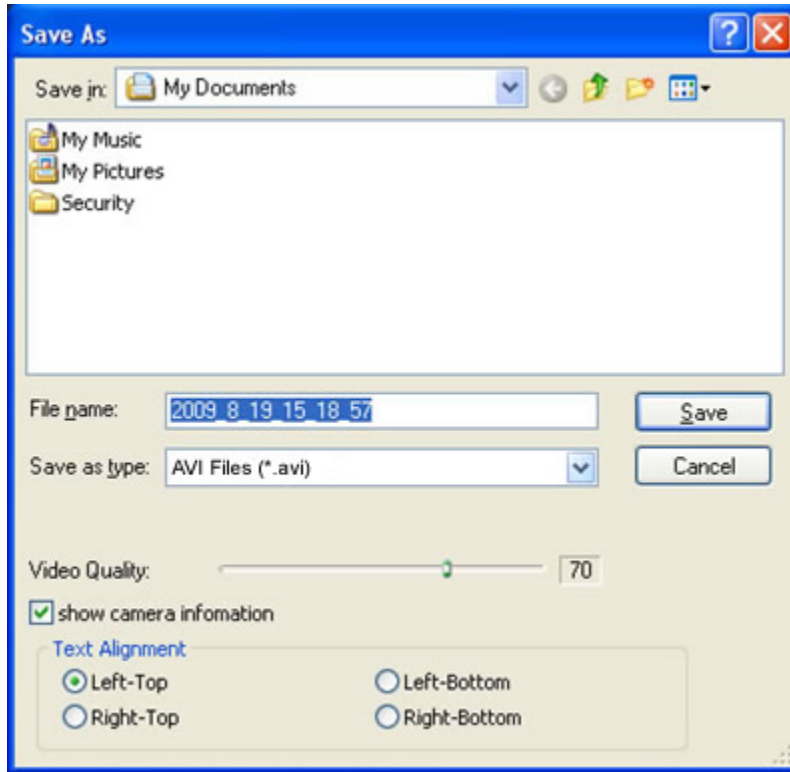 Save As
Save in: My Documents
My Music
My Pictures
Security
File name: 2009_8_19_15_18_57 Save
Save as type: AVI Files (*.avi) Cancel
Video Quality: 70
show camera infomation
Text Alignment
Left-Top Left-Bottom
Right-Top Right-Bottom